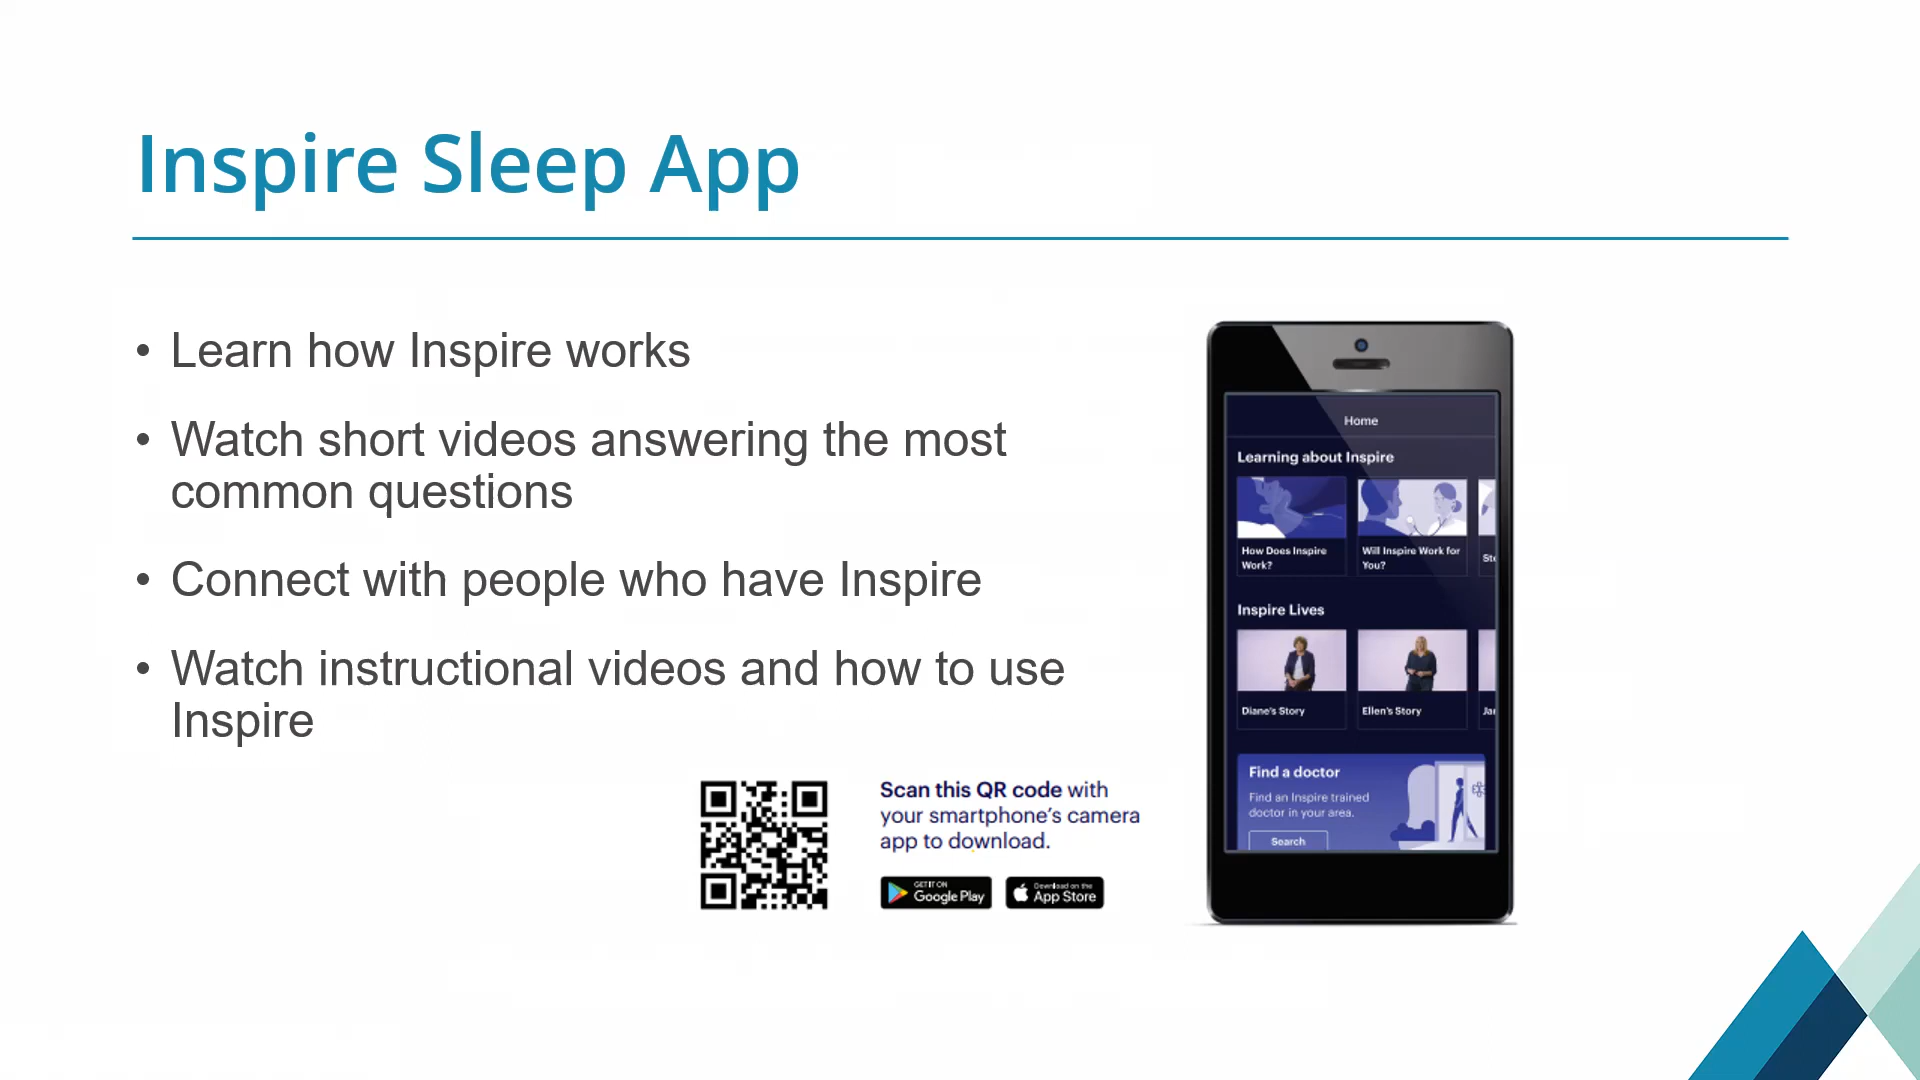 Inspire Sleep App
• Learn how Inspire works
• Watch short videos answering the most
common questions
• Connect with people who have Inspire
• Watch instructional videos and how to use
Inspire
Scan this QR code with
your smartphone's camera
app to download.
GET IT ON
Google Play
Download on the
App Store
Home
Learning about Inspire
How Does Inspire
Work?
Will Inspire Work for
You?
Inspire Lives
Diane's Story
Ellen's Story
Find a doctor
Find an Inspire trained
doctor in your area.
Search